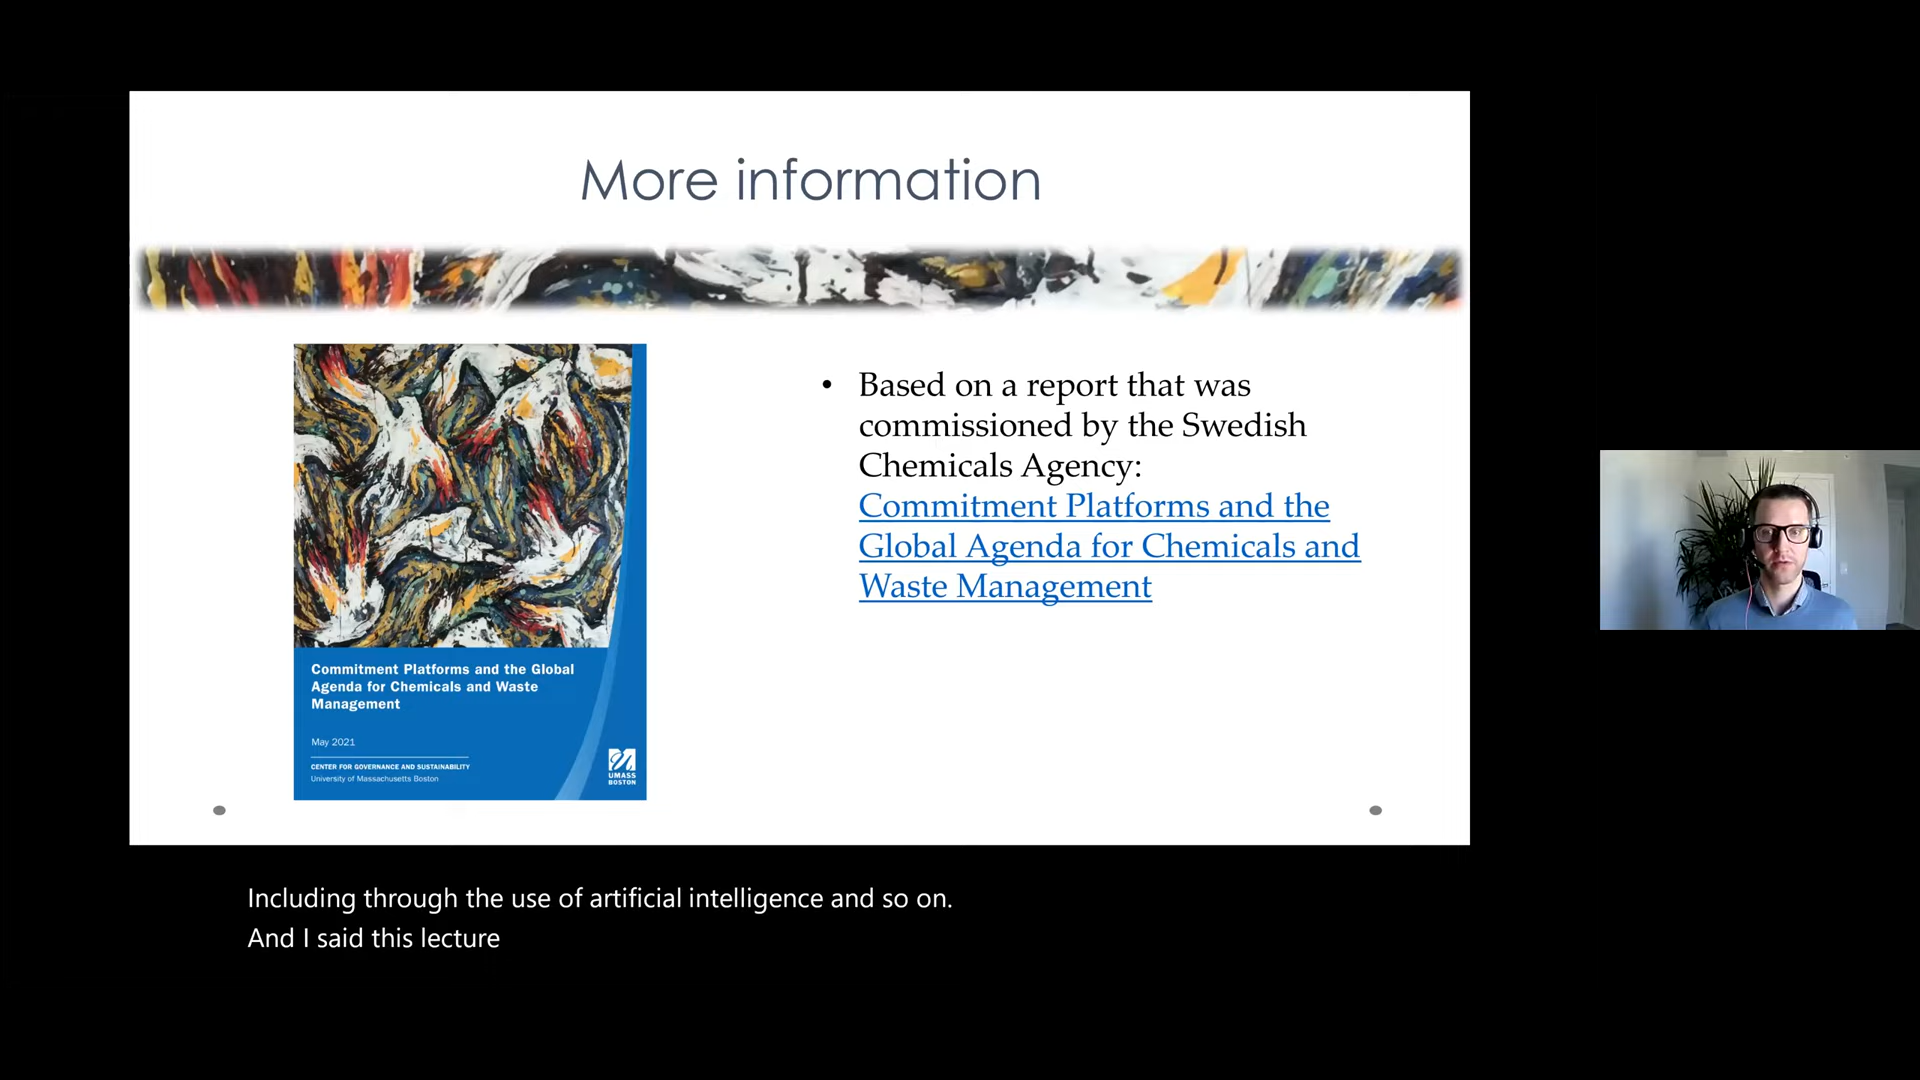 More information
Commitment Platforms and the Global
Agenda for Chemicals and Waste
Management
May 2021
CENTER FOR GOVERNANCE AND SUSTAINABILITY
University of Massachusetts Boston
UMASS
BOSTON
• Based on a report that was
commissioned by the Swedish
Chemicals Agency:
Commitment Platforms and the
Global Agenda for Chemicals and
Waste Management
Including through the use of artificial intelligence and so on.
And I said this lecture